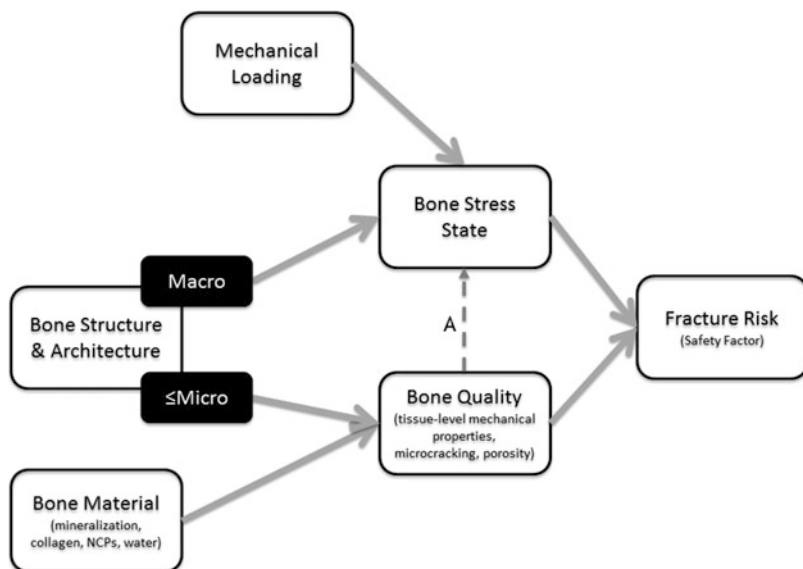 Mechanical
Loading
Bone Stress
State
Macro
Bone Structure
& Architecture
≤Micro
A
Fracture Risk
(Safety Factor)
Bone Quality
(tissue-level mechanical
properties,
microcracking, porosity)
Bone Material
(mineralization,
collagen, NCPs, water)